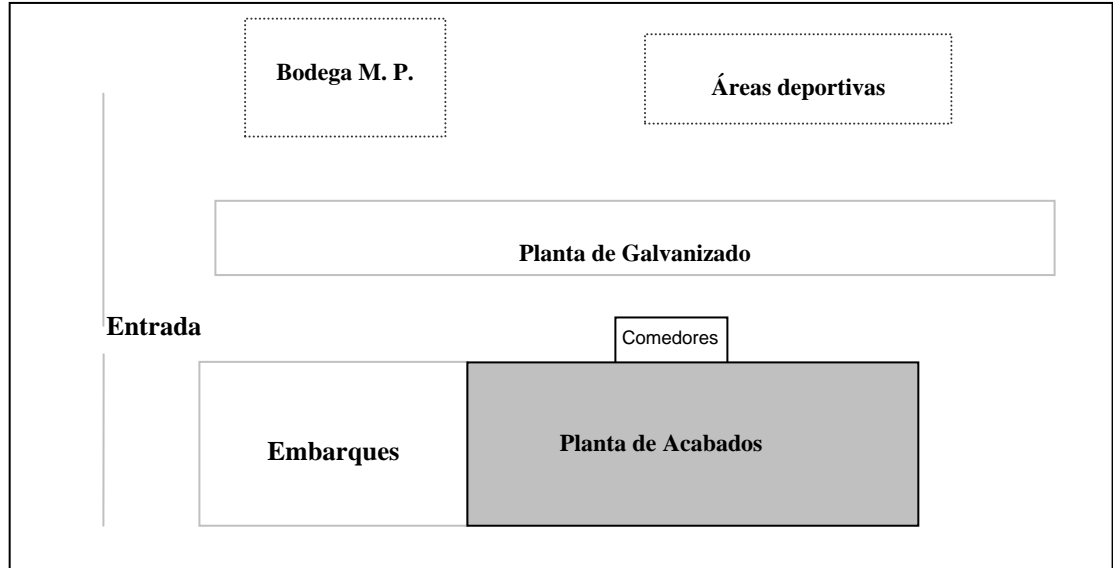 Bodega M. P.
Áreas deportivas
Planta de Galvanizado
Entrada
Comedores
Embarques
Planta de Acabados